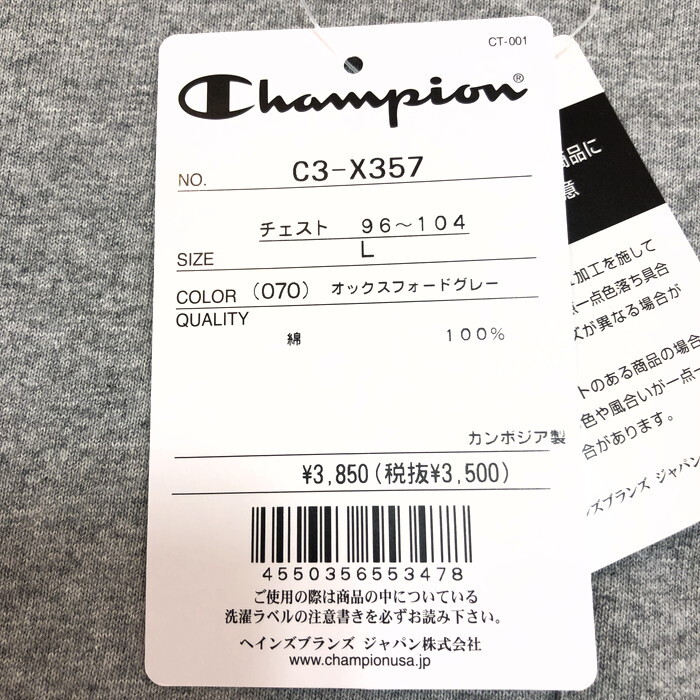 CT-001
Champion®
NO. C3-X357
チェスト 96～104
SIZE L
COLOR (070) オックスフォードグレー
QUALITY
綿 100%
カンボジア製
¥3,850(税抜¥3,500)
4550356553478
ご使用の際は商品の中についている
洗濯ラベルの注意書きを必ずお読み下さい。
ヘインズブランズ ジャパン株式会社
www.championusa.jp
商品に
意
加工を施して
一点色落ち具合
が異なる場合が
トのある商品の場合
色や風合いが一点一
合があります。
ンズブランズ ジャパン